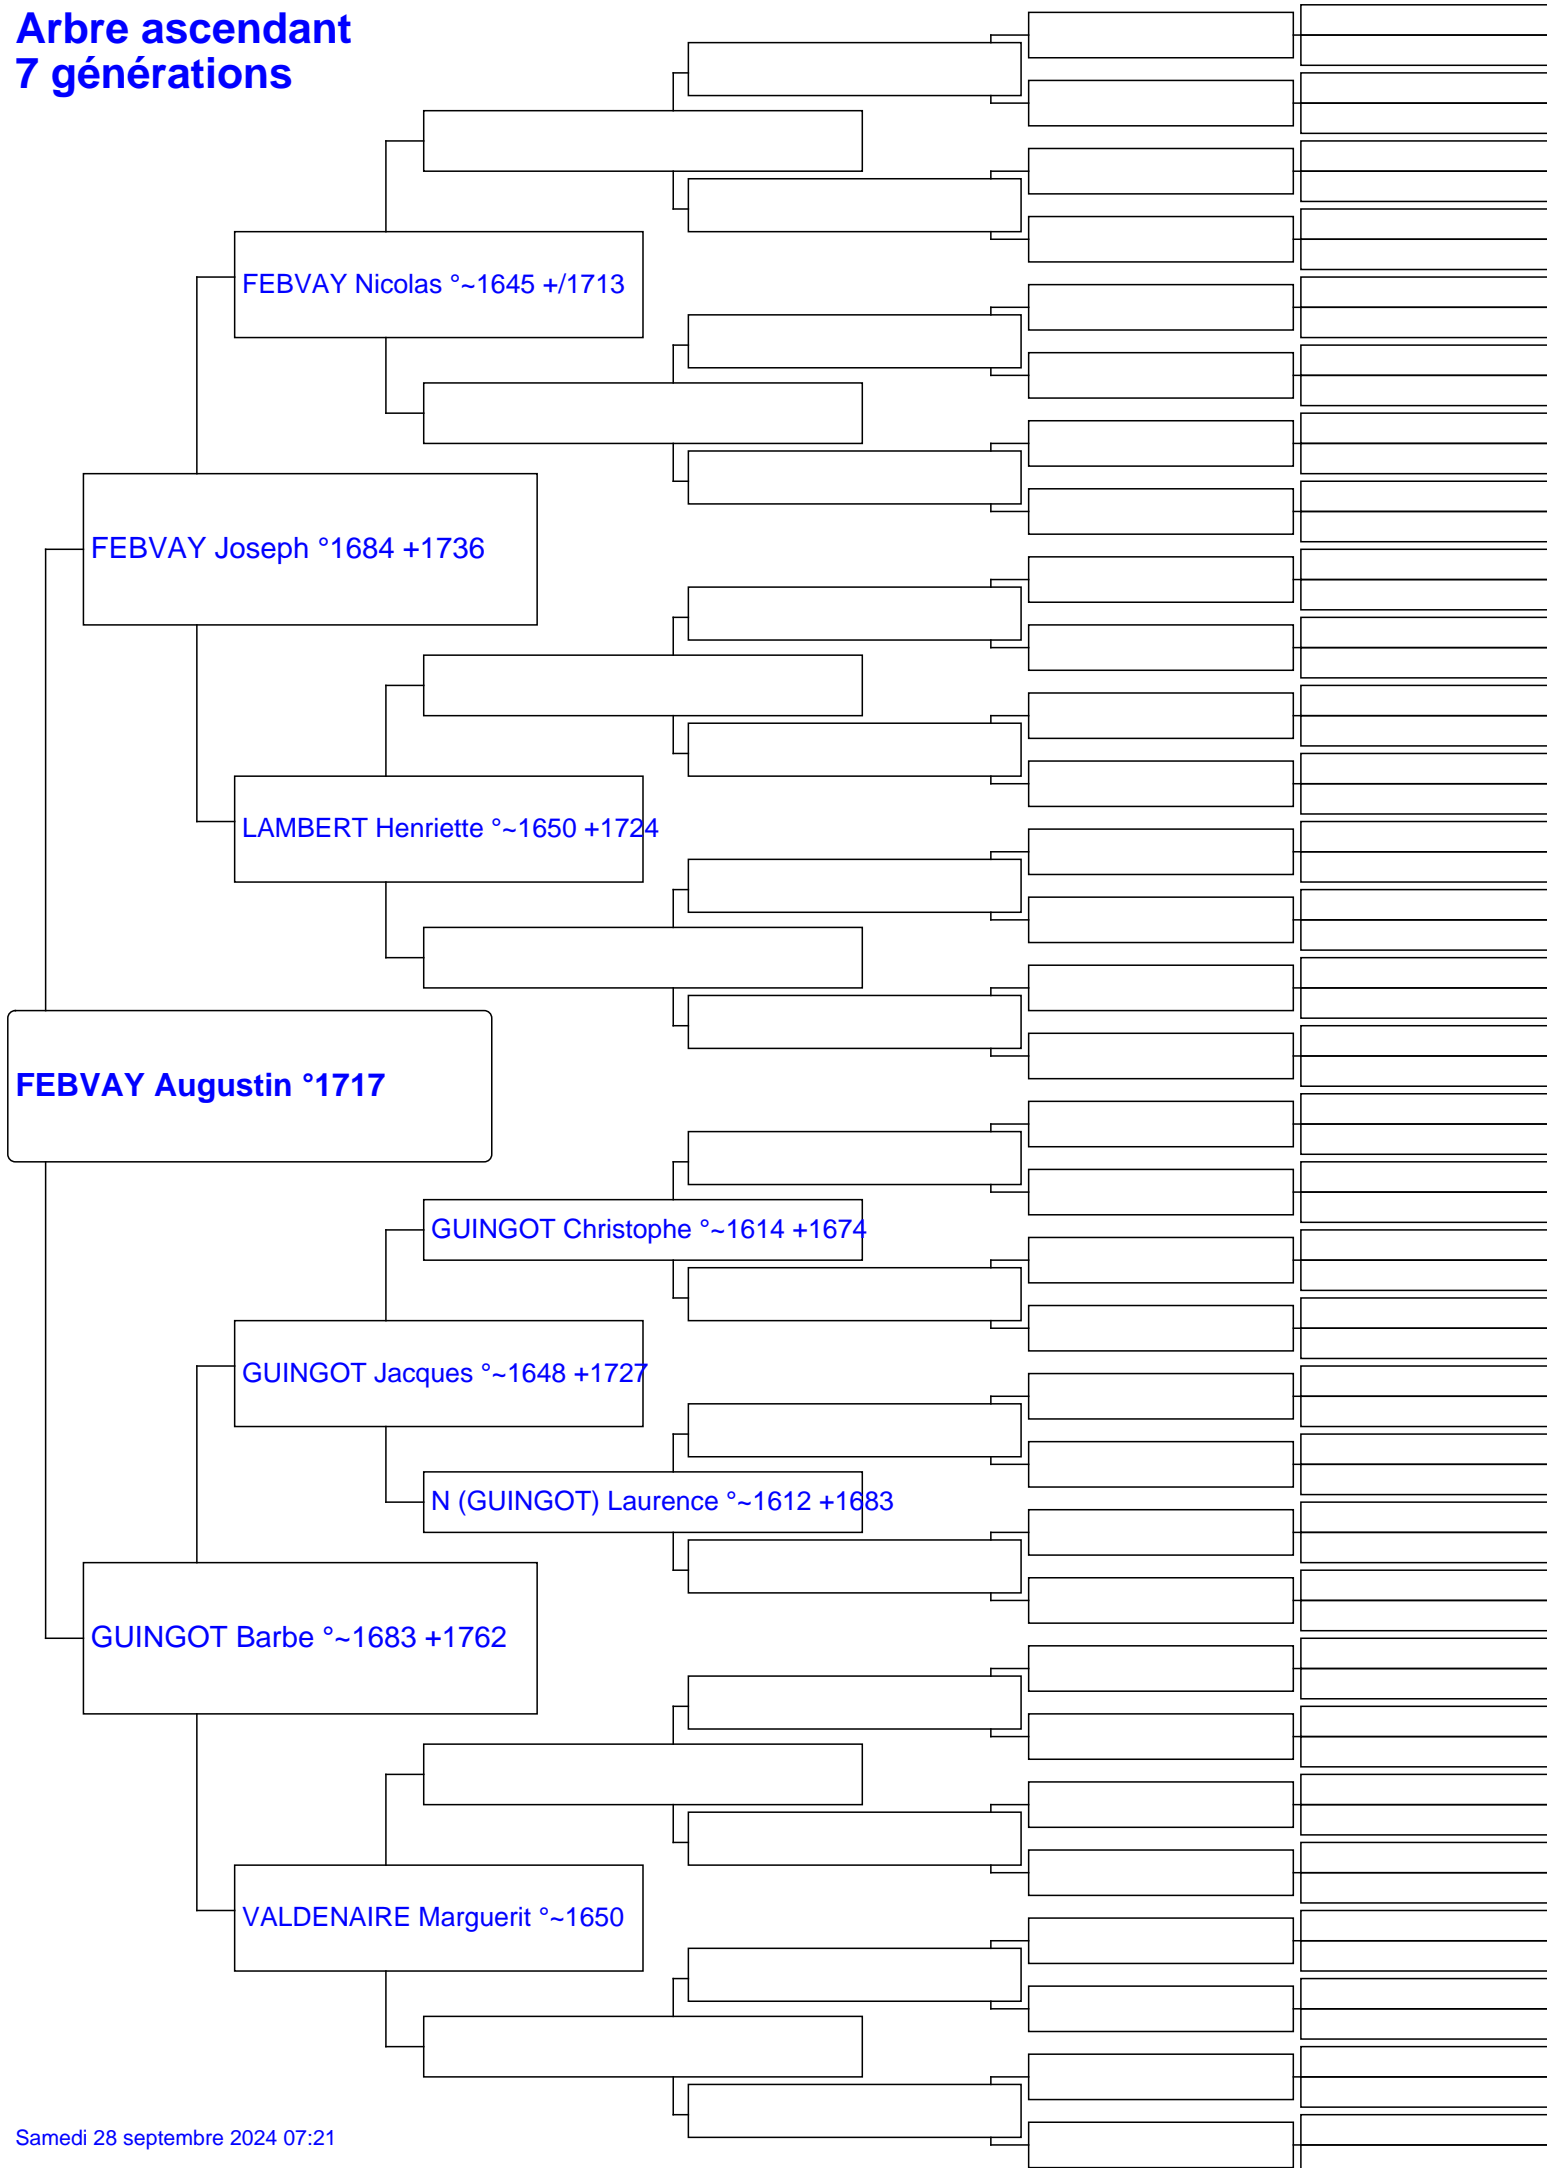 Arbre ascendant
7 générations
FEBVAY Nicolas °~1645 +/1713
FEBVAY Joseph °1684 +1736
LAMBERT Henriette °~1650 +1724
FEBVAY Augustin °1717
GUINGOT Christophe °~1614 +1674
GUINGOT Jacques °~1648 +1727
N (GUINGOT) Laurence °~1612 +1683
GUINGOT Barbe °~1683 +1762
VALDENAIRE Marguerit °~1650
Samedi 28 septembre 2024 07:21